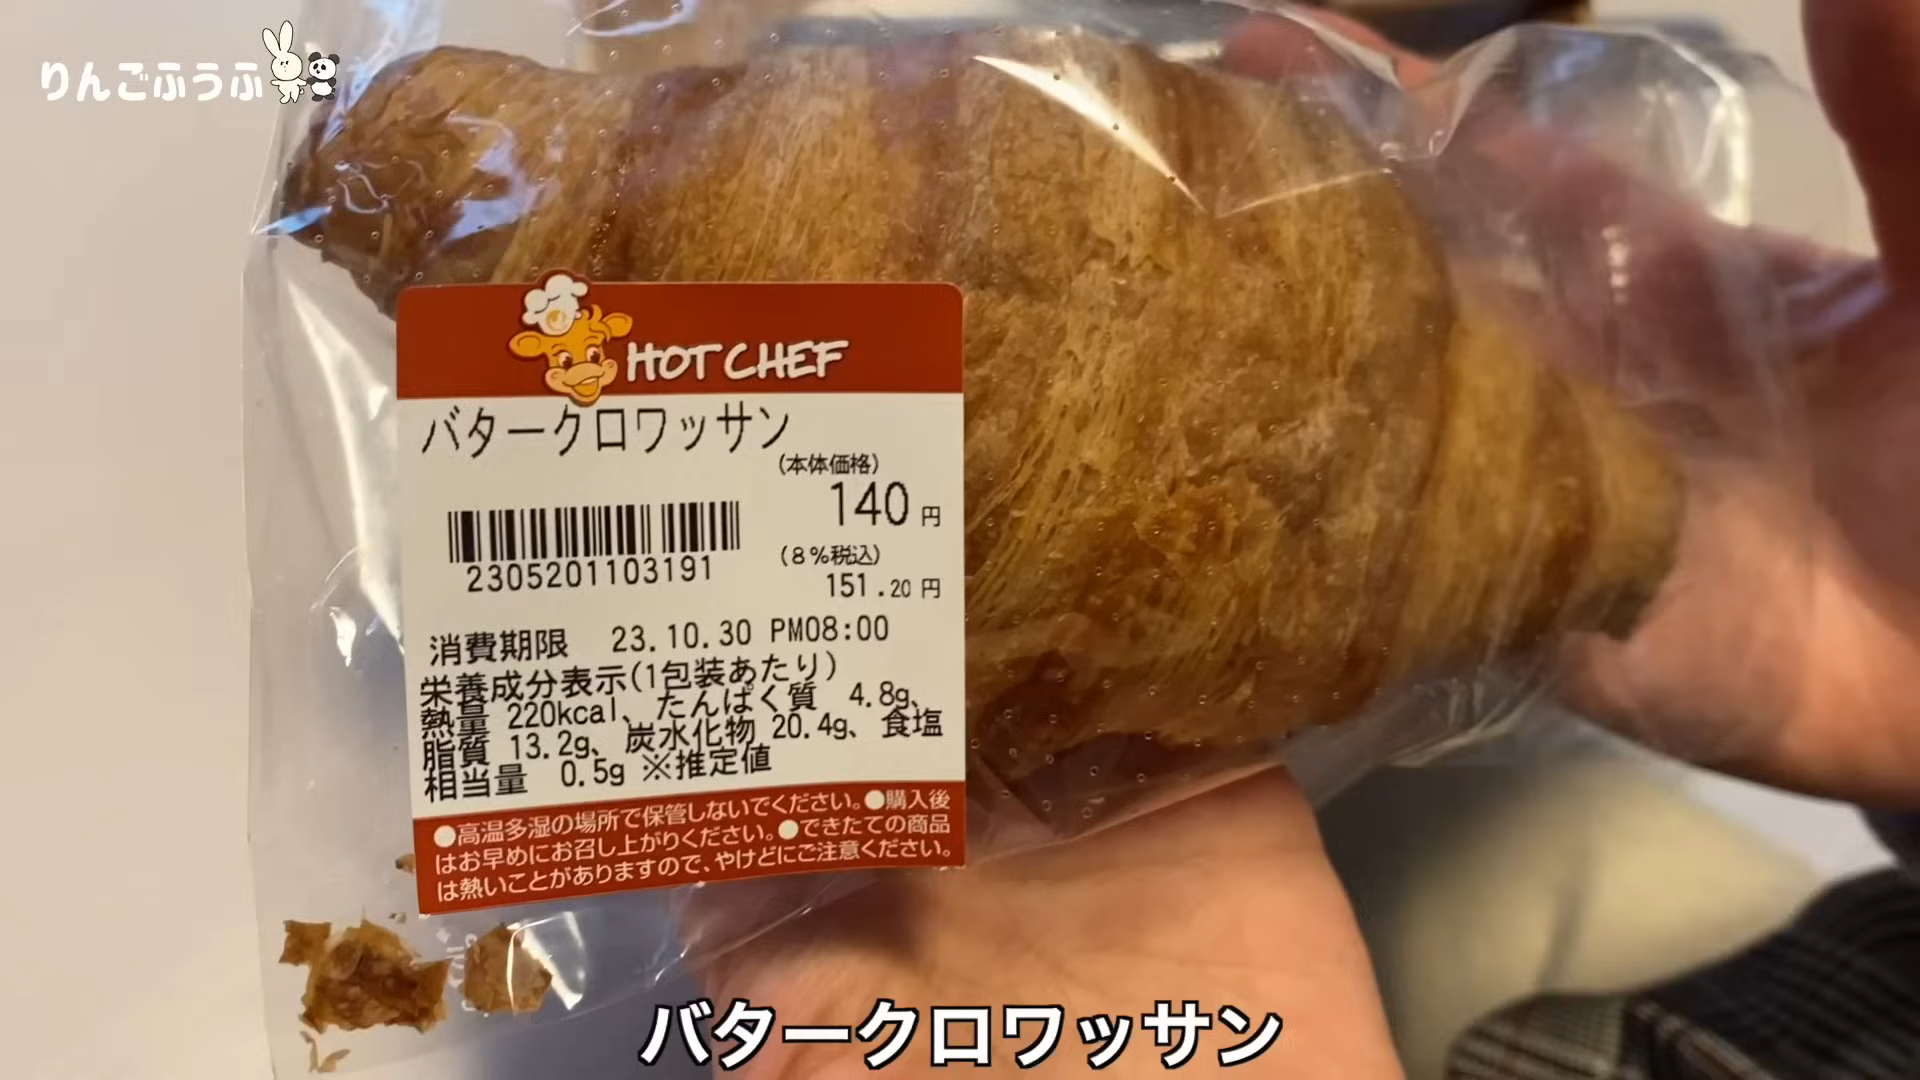 りんごふうふ
HOT CHEF
バタークロワッサン
(本体価格)
140円
2305201103191
(8%税込)
151.20円
消費期限 23.10.30 PM08:00
栄養成分表示(1包装あたり)
熱量 220kcal、たんぱく質 4.8g、
脂質 13.2g、炭水化物 20.4g、食塩
相当量 0.5g ※推定値
●高温多湿の場所で保管しないでください。●購入後
はお早めにお召し上がりください。●できたての商品
は熱いことがありますので、やけどにご注意ください。
バタークロワッサン